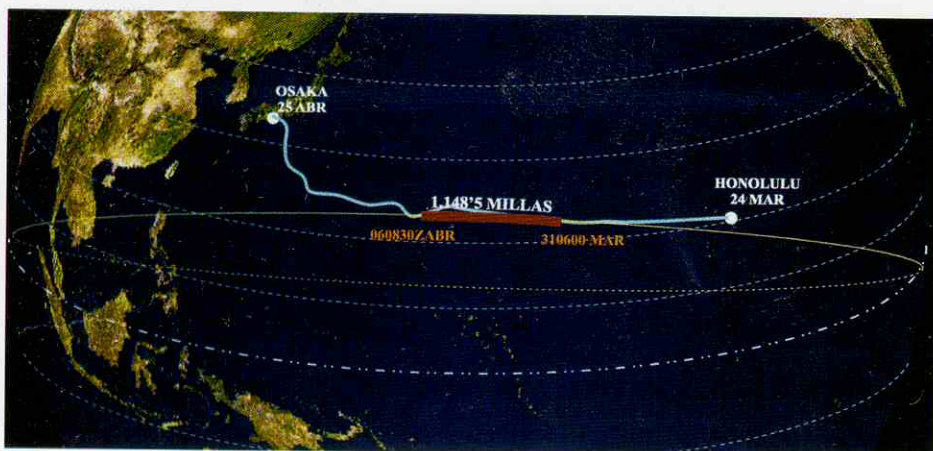 OSAKA
25 ABR
HONOLULU
24 MAR
1.148'5 MILLAS
060830ZABR
310600-MAR